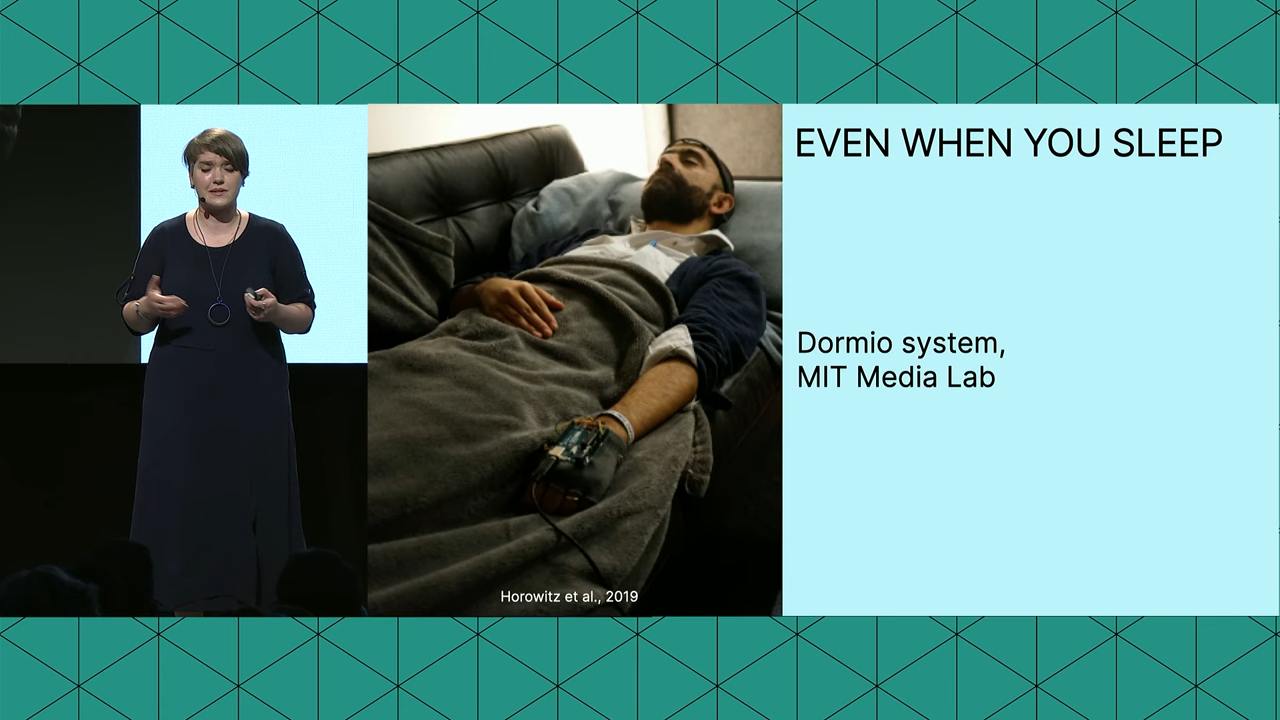 EVEN WHEN YOU SLEEP
Dormio system,
MIT Media Lab
Horowitz et al., 2019